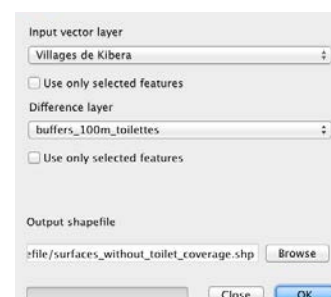 Input vector layer
Villages de Kibera
Use only selected features
Difference layer
buffers_100m_toilettes
Use only selected features
Output shapefile
efile/surfaces_without_toilet_coverage.shp Browse
Close OK